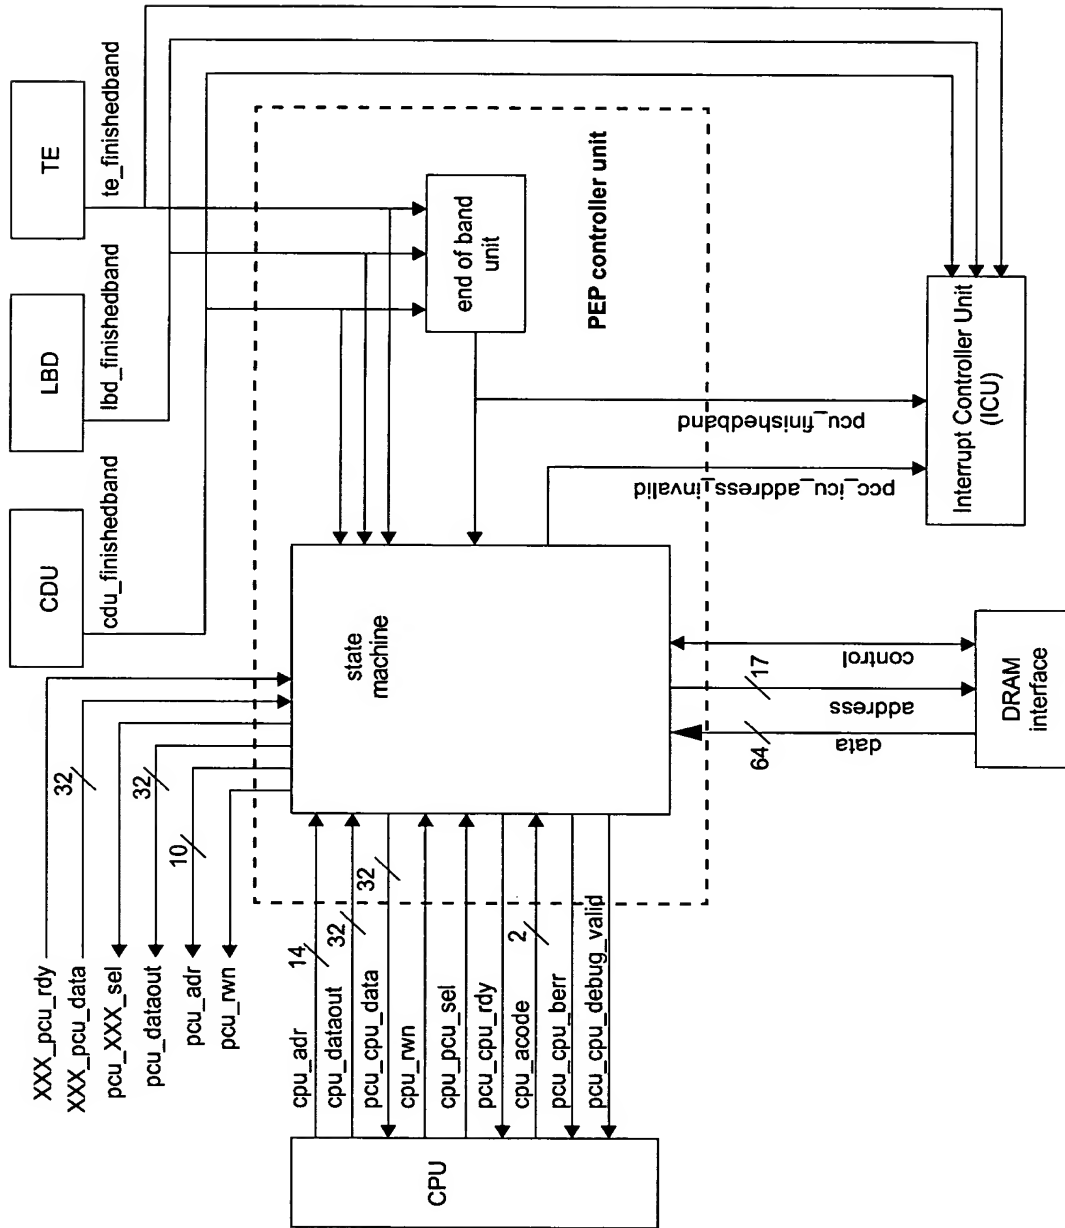 TE
te_finishedband
LBD
lbd_finishedband
CDU
cdu_finishedband
end of band
unit
PEP controller unit
state
machine
pcu_finishedband
pcc_icu_address_invalid
Interrupt Controller Unit
(ICU)
XXX_pcu_rdy
XXX_pcu_data
32
pcu_XXX_sel
pcu_dataout
32
pcu_adr
10
pcu_rwn
cpu_adr
14
cpu_dataout
32
pcu_cpu_data
32
cpu_rwn
cpu_pcu_sel
pcu_cpu_rdy
cpu_acode
2
pcu_cpu_berr
pcu_cpu_debug_valid
CPU
control
17
address
64
data
DRAM
interface